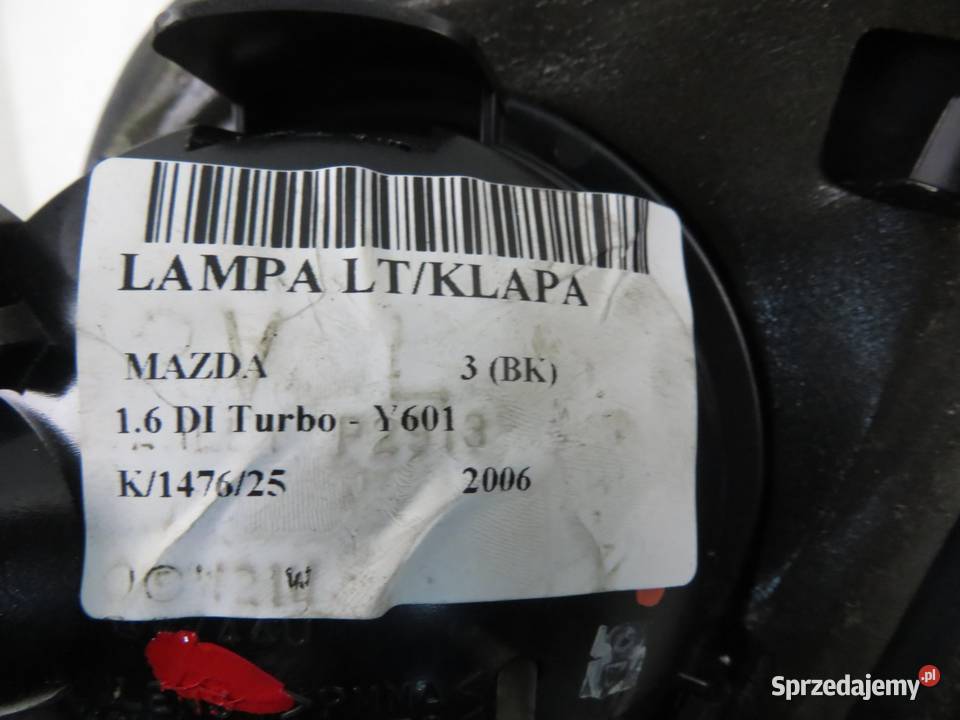 LAMPA LT/KLAPA
MAZDA 3 (BK)
1.6 DI Turbo - Y601
K/1476/25 2006
Sprzedajemy.pl